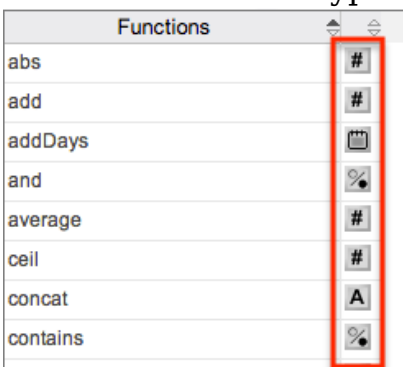 Functions
abs #
add #
addDays
and
average #
ceil #
concat A
contains